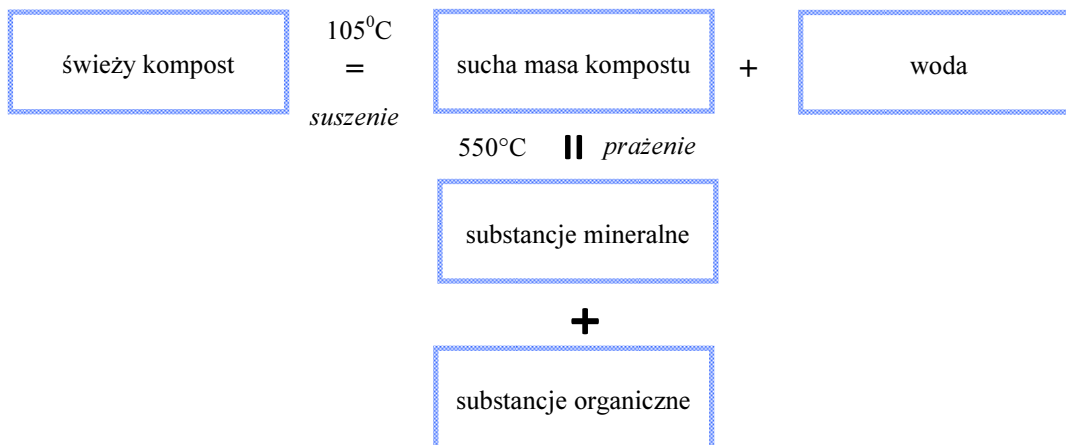 105⁰C
świeży kompost = sucha masa kompostu + woda
suszenie
550°C = prażenie
substancje mineralne
+
substancje organiczne